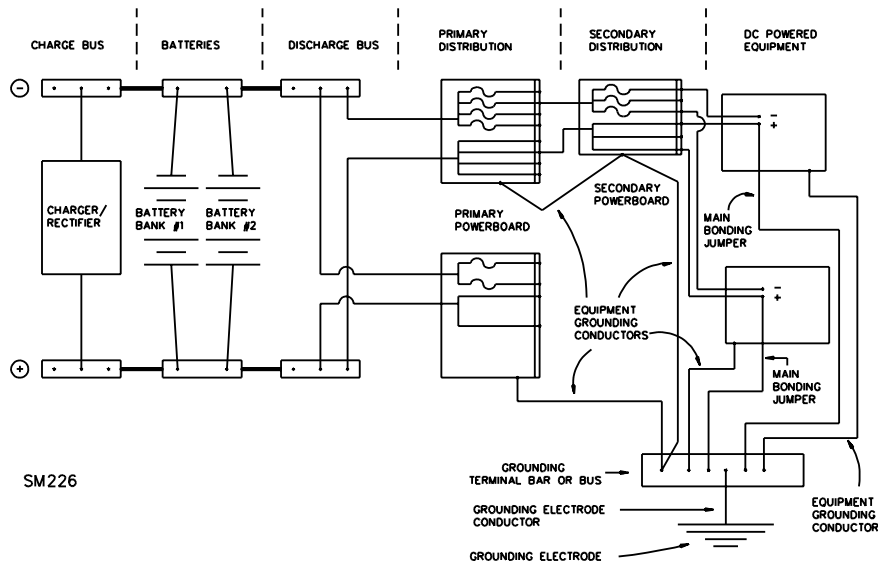 CHARGE BUS
BATTERIES
DISCHARGE BUS
PRIMARY
DISTRIBUTION
SECONDARY
DISTRIBUTION
DC POWERED
EQUIPMENT
−
−
+
CHARGER/
RECTIFIER
BATTERY
BANK #1
BATTERY
BANK #2
PRIMARY
POWERBOARD
SECONDARY
POWERBOARD
MAIN
BONDING
JUMPER
−
+
EQUIPMENT
GROUNDING
CONDUCTORS
+
MAIN
BONDING
JUMPER
SM226
GROUNDING
TERMINAL BAR OR BUS
GROUNDING ELECTRODE
CONDUCTOR
GROUNDING ELECTRODE
EQUIPMENT
GROUNDING
CONDUCTOR